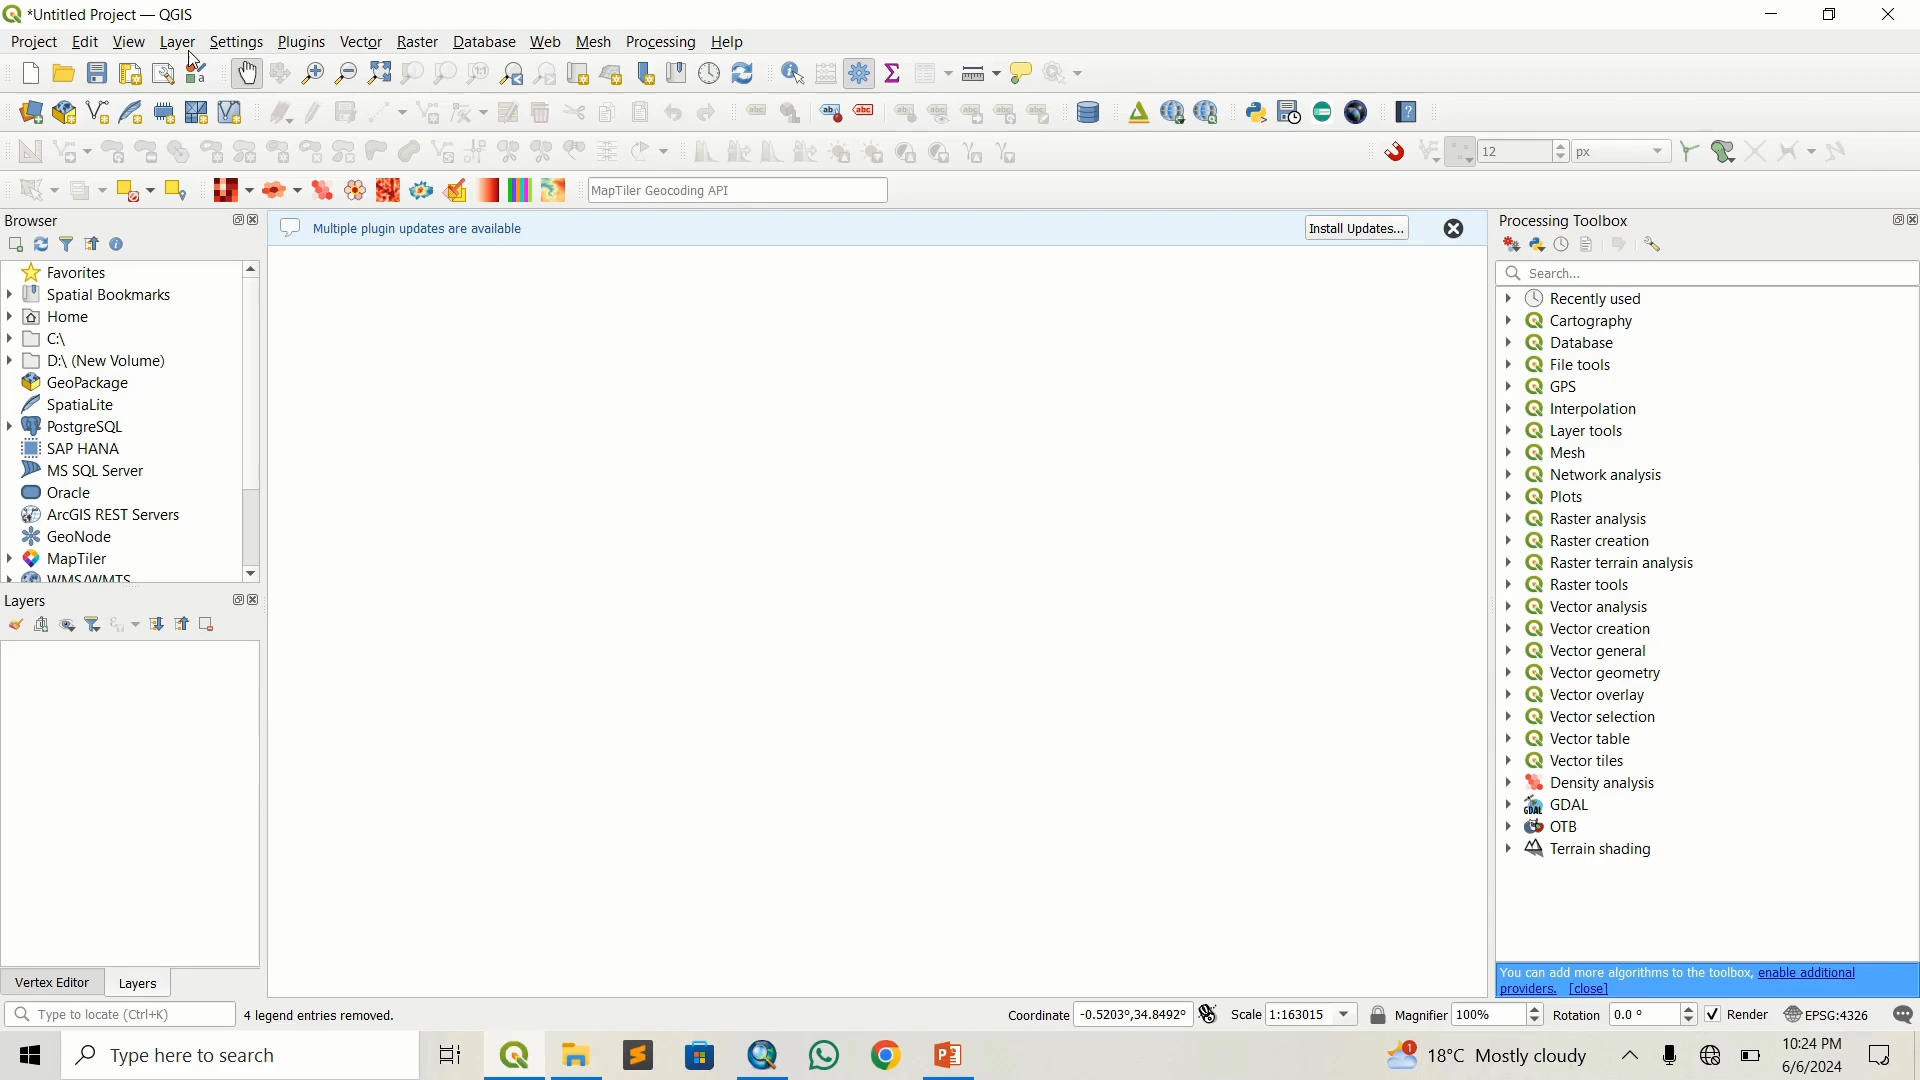 *Untitled Project — QGIS
Project Edit View Layer Settings Plugins Vector Raster Database Web Mesh Processing Help
12 px
MapTiler Geocoding API
Browser
Multiple plugin updates are available Install Updates...
Processing Toolbox
Favorites
Spatial Bookmarks
Home
C:\
D:\ (New Volume)
GeoPackage
SpatiaLite
PostgreSQL
SAP HANA
MS SQL Server
Oracle
ArcGIS REST Servers
GeoNode
MapTiler
WMS/WMTS
Search...
Recently used
Cartography
Database
File tools
GPS
Interpolation
Layer tools
Mesh
Network analysis
Plots
Raster analysis
Raster creation
Raster terrain analysis
Raster tools
Vector analysis
Vector creation
Vector general
Vector geometry
Vector overlay
Vector selection
Vector table
Vector tiles
Density analysis
GDAL
OTB
Terrain shading
Layers
You can add more algorithms to the toolbox, enable additional
providers. [close]
Vertex Editor Layers
Type to locate (Ctrl+K) 4 legend entries removed. Coordinate -0.5203°,34.8492° Scale 1:163015 Magnifier 100% Rotation 0.0 ° Render EPSG:4326
Type here to search 18°C Mostly cloudy 10:24 PM
6/6/2024